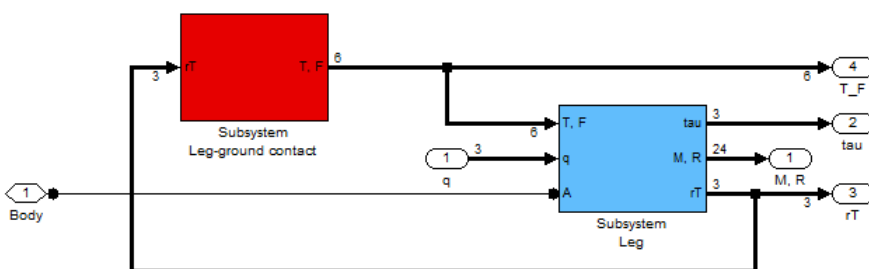 3
rT
T, F
6
6
4
T_F
Subsystem
Leg-ground contact
6
T, F
tau
3
2
tau
1
q
3
q
M, R
24
1
M, R
1
Body
A
rT
3
3
3
rT
Subsystem
Leg